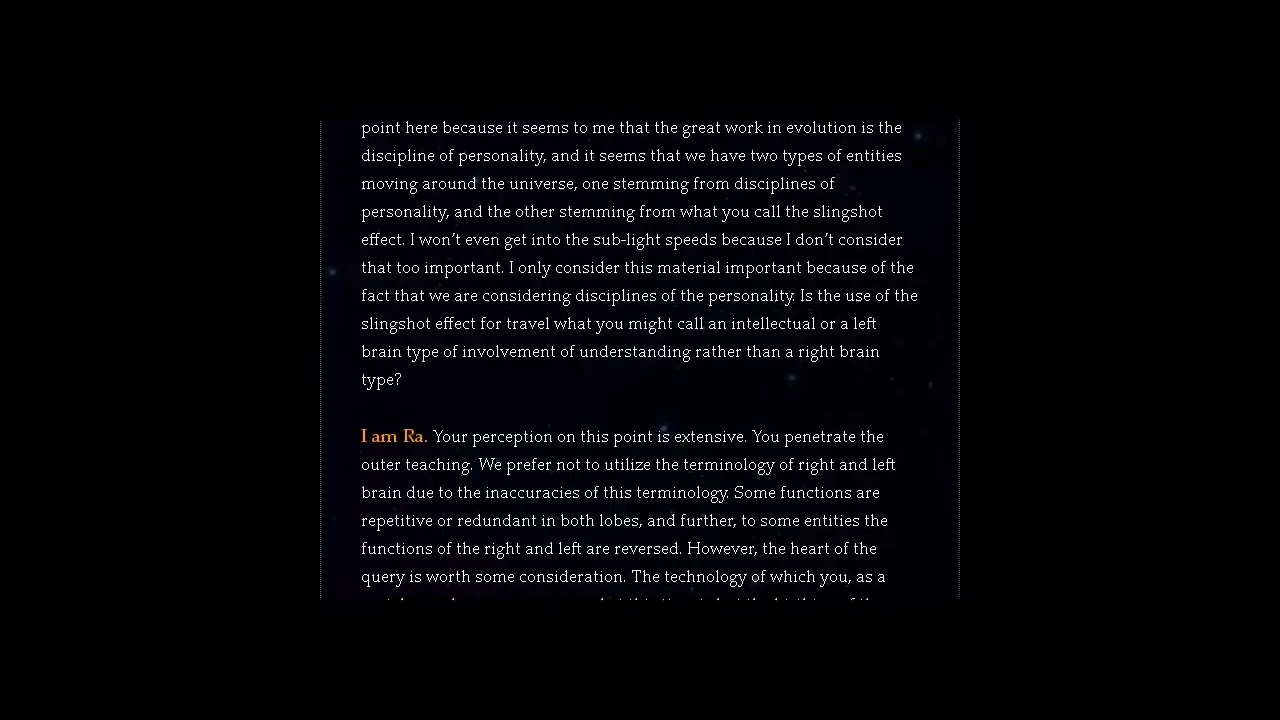 point here because it seems to me that the great work in evolution is the
discipline of personality, and it seems that we have two types of entities
moving around the universe, one stemming from disciplines of
personality, and the other stemming from what you call the slingshot
effect. I won’t even get into the sub-light speeds because I don’t consider
that too important. I only consider this material important because of the
fact that we are considering disciplines of the personality. Is the use of the
slingshot effect for travel what you might call an intellectual or a left
brain type of involvement of understanding rather than a right brain
type?
I am Ra. Your perception on this point is extensive. You penetrate the
outer teaching. We prefer not to utilize the terminology of right and left
brain due to the inaccuracies of this terminology. Some functions are
repetitive or redundant in both lobes, and further, to some entities the
functions of the right and left are reversed. However, the heart of the
query is worth some consideration. The technology of which you, as a